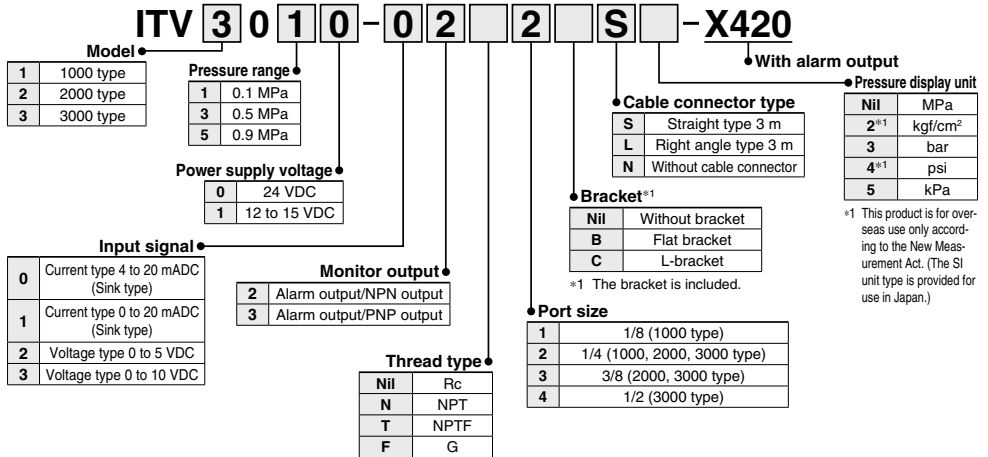 ITV 3 0 1 0 - 0 2 2 S - X420
Model
1 1000 type
2 2000 type
3 3000 type
Pressure range
1 0.1 MPa
3 0.5 MPa
5 0.9 MPa
Power supply voltage
0 24 VDC
1 12 to 15 VDC
Input signal
0 Current type 4 to 20 mADC
(Sink type)
1 Current type 0 to 20 mADC
(Sink type)
2 Voltage type 0 to 5 VDC
3 Voltage type 0 to 10 VDC
Monitor output
2 Alarm output/NPN output
3 Alarm output/PNP output
Thread type
Nil Rc
N NPT
T NPTF
F G
Port size
1 1/8 (1000 type)
2 1/4 (1000, 2000, 3000 type)
3 3/8 (2000, 3000 type)
4 1/2 (3000 type)
Bracket*1
Nil Without bracket
B Flat bracket
C L-bracket
*1 The bracket is included.
Cable connector type
S Straight type 3 m
L Right angle type 3 m
N Without cable connector
With alarm output
Pressure display unit
Nil MPa
2*1 kgf/cm²
3 bar
4*1 psi
5 kPa
*1 This product is for over-
seas use only accord-
ing to the New Meas-
urement Act. (The SI
unit type is provided for
use in Japan.)